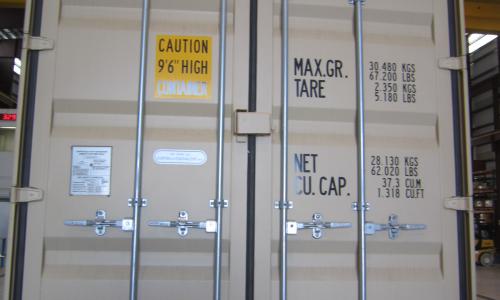 CAUTION
9'6" HIGH
CONTAINER
MAX.GR. 30.480 KGS
67.200 LBS
TARE 2.350 KGS
5.180 LBS
NET 28.130 KGS
62.020 LBS
CU. CAP. 37.3 CU.M
1.318 CU.FT